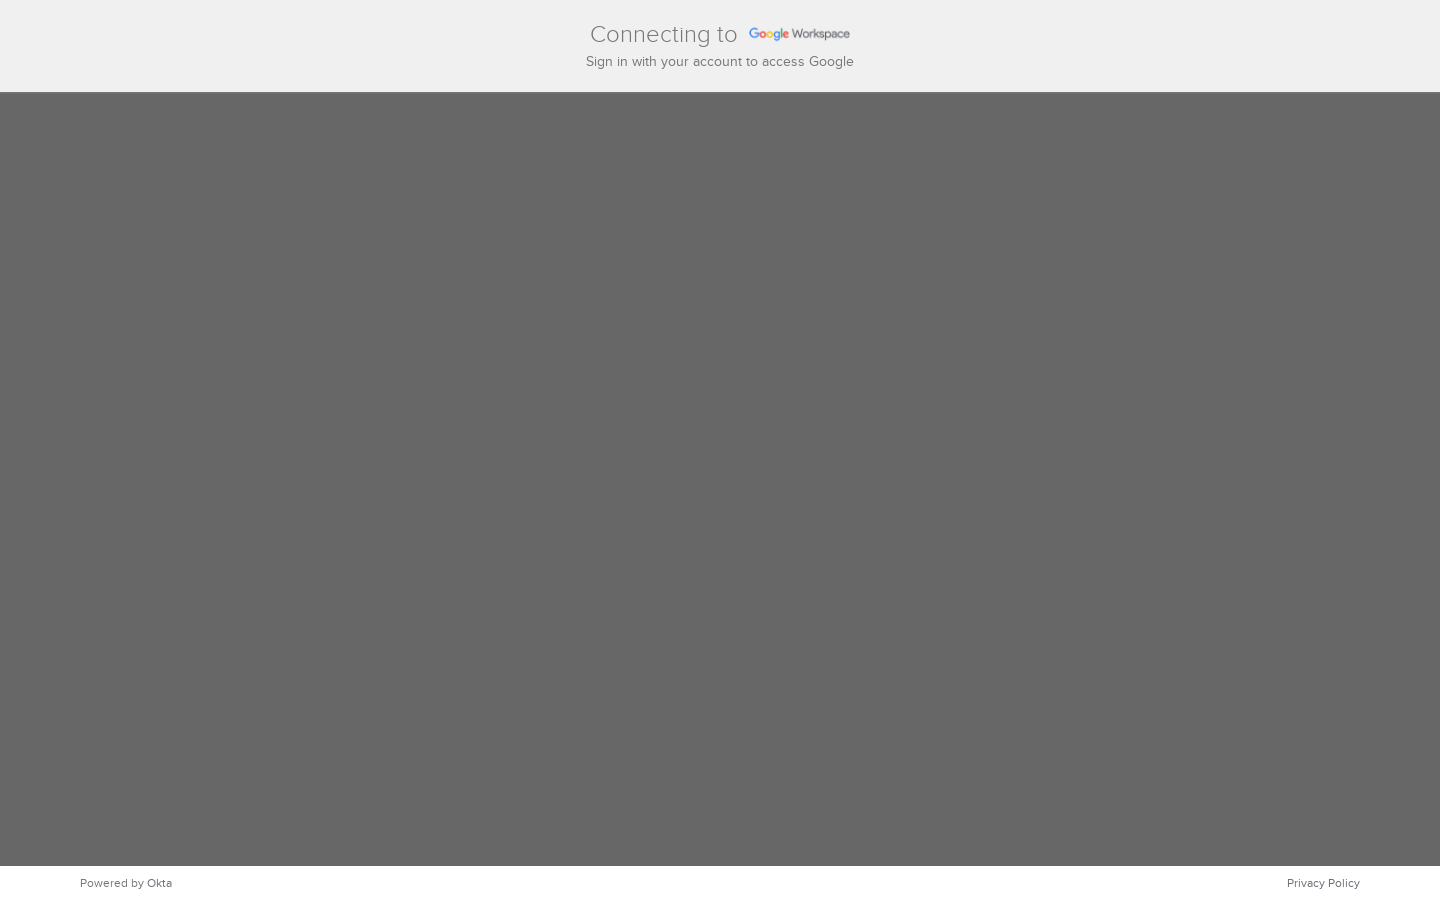 Connecting to Google Workspace
Sign in with your account to access Google
Powered by Okta
Privacy Policy